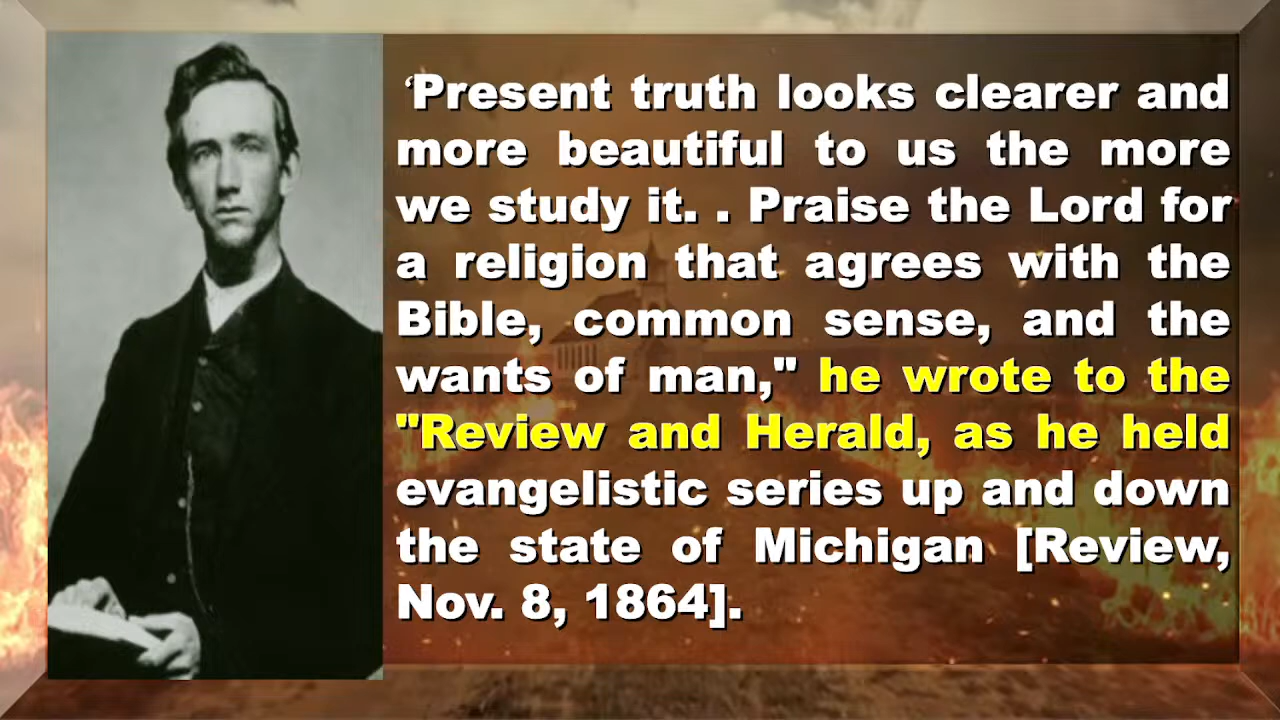 ‘Present truth looks clearer and
more beautiful to us the more
we study it. . Praise the Lord for
a religion that agrees with the
Bible, common sense, and the
wants of man," he wrote to the
"Review and Herald, as he held
evangelistic series up and down
the state of Michigan [Review,
Nov. 8, 1864].